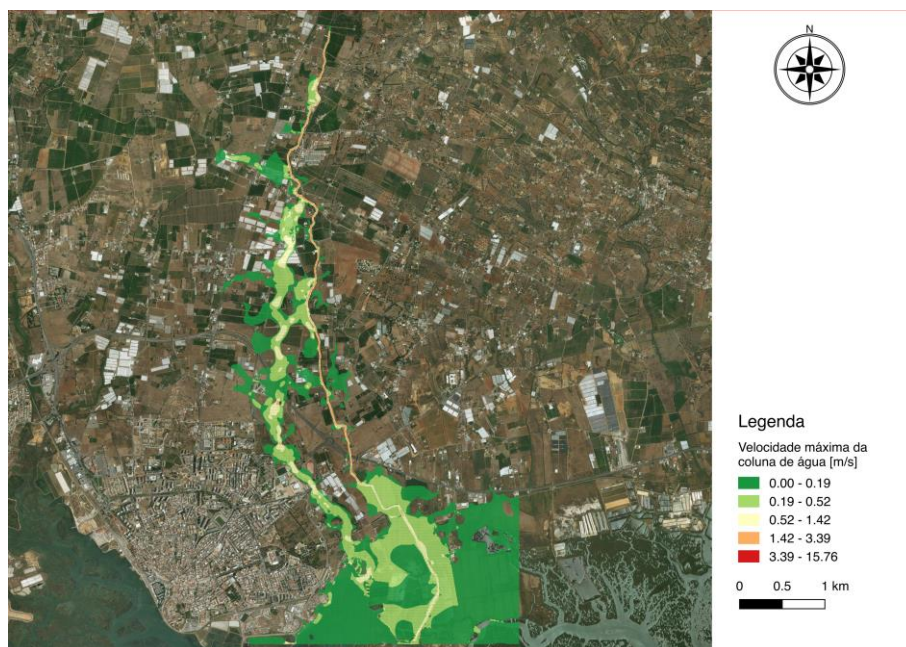 N
Legenda
Velocidade máxima da
coluna de água [m/s]
0.00 - 0.19
0.19 - 0.52
0.52 - 1.42
1.42 - 3.39
3.39 - 15.76
0 0.5 1 km